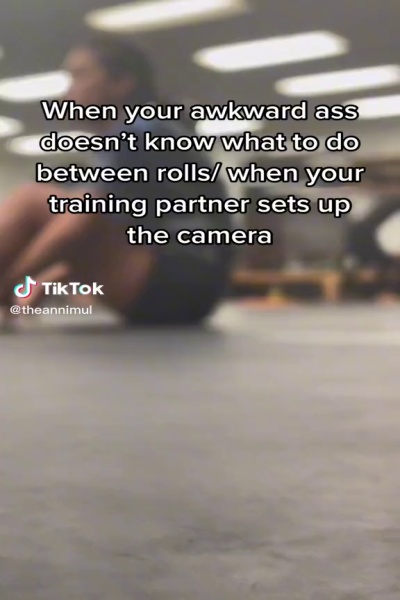 When your awkward ass
doesn't know what to do
between rolls/ when your
training partner sets up
the camera
TikTok
@theannimul